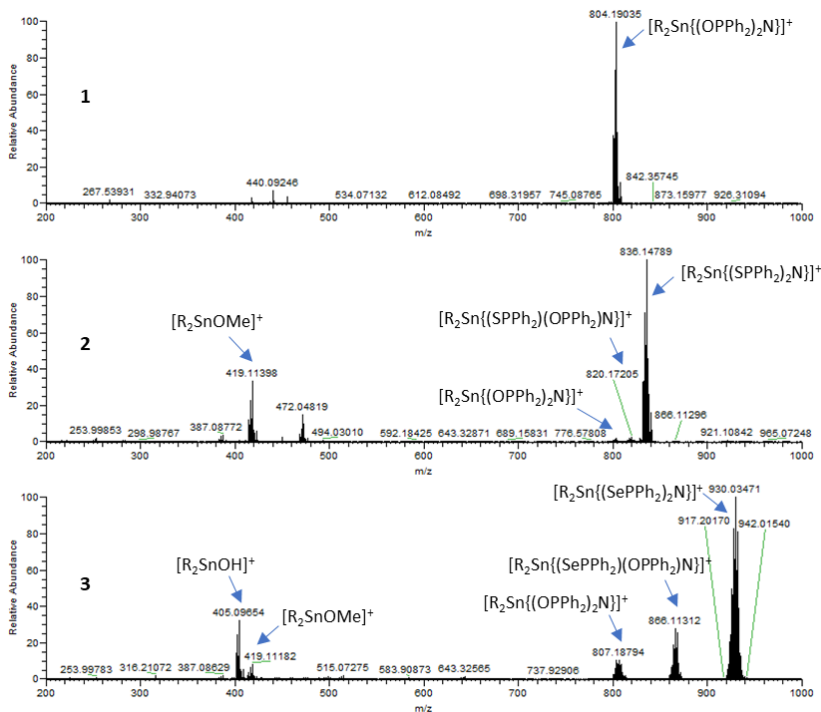 804.19035
[R₂Sn{(OPPh₂)₂N}]⁺
100
80
1
60
Relative Abundance
40
20
267.53931 332.94073 440.09246 534.07132 612.08492 698.31957 745.08765 842.35745 873.15977 926.31094
0
200 300 400 500 600 700 800 900 1000
m/z
836.14789
[R₂Sn{(SPPh₂)₂N}]⁺
100
80
[R₂SnOMe]⁺
[R₂Sn{(SPPh₂)(OPPh₂)N}]⁺
2
60
Relative Abundance
820.17205
40
419.11398
[R₂Sn{(OPPh₂)₂N}]⁺
20
472.04819
866.11296
253.99853 298.98767 387.08772 494.03010 592.18425 643.32871 689.15831 776.57808 921.10842 965.07248
0
200 300 400 500 600 700 800 900 1000
m/z
[R₂Sn{(SePPh₂)₂N}]⁺ 930.03471
100
917.20170 942.01540
80
[R₂SnOH]⁺
[R₂Sn{(SePPh₂)(OPPh₂)N}]⁺
3
60
Relative Abundance
[R₂SnOMe]⁺
[R₂Sn{(OPPh₂)₂N}]⁺
40
405.09654
866.11312
20
419.11182
807.18794
253.99783 316.21072 387.08629 515.07275 583.90873 643.32565 737.92906
0
200 300 400 500 600 700 800 900 1000
m/z